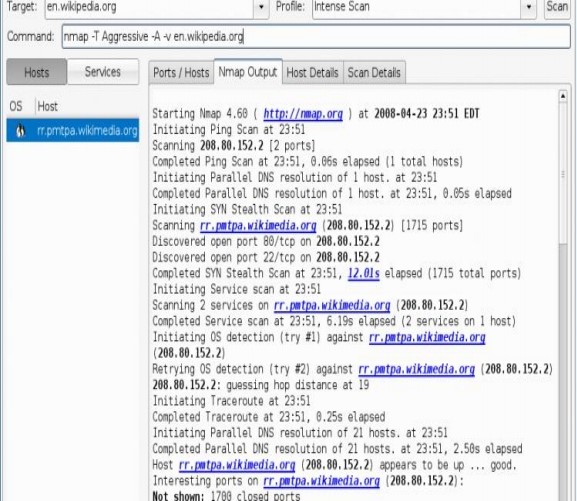 Target: en.wikipedia.org Profile: Intense Scan Scan
Command: nmap -T Aggressive -A -v en.wikipedia.org
Hosts Services Ports / Hosts Nmap Output Host Details Scan Details
OS Host
rr.pmtpa.wikimedia.org
Starting Nmap 4.60 ( http://nmap.org ) at 2008-04-23 23:51 EDT
Initiating Ping Scan at 23:51
Scanning 208.80.152.2 [2 ports]
Completed Ping Scan at 23:51, 0.06s elapsed (1 total hosts)
Initiating Parallel DNS resolution of 1 host. at 23:51
Completed Parallel DNS resolution of 1 host. at 23:51, 0.05s elapsed
Initiating SYN Stealth Scan at 23:51
Scanning rr.pmtpa.wikimedia.org (208.80.152.2) [1715 ports]
Discovered open port 80/tcp on 208.80.152.2
Discovered open port 22/tcp on 208.80.152.2
Completed SYN Stealth Scan at 23:51, 12.01s elapsed (1715 total ports)
Initiating Service scan at 23:51
Scanning 2 services on rr.pmtpa.wikimedia.org (208.80.152.2)
Completed Service scan at 23:51, 6.19s elapsed (2 services on 1 host)
Initiating OS detection (try #1) against rr.pmtpa.wikimedia.org
(208.80.152.2)
Retrying OS detection (try #2) against rr.pmtpa.wikimedia.org (208.80.152.2)
208.80.152.2: guessing hop distance at 19
Initiating Traceroute at 23:51
Completed Traceroute at 23:51, 0.25s elapsed
Initiating Parallel DNS resolution of 21 hosts. at 23:51
Completed Parallel DNS resolution of 21 hosts. at 23:51, 2.50s elapsed
Host rr.pmtpa.wikimedia.org (208.80.152.2) appears to be up ... good.
Interesting ports on rr.pmtpa.wikimedia.org (208.80.152.2):
Not shown: 1700 closed ports